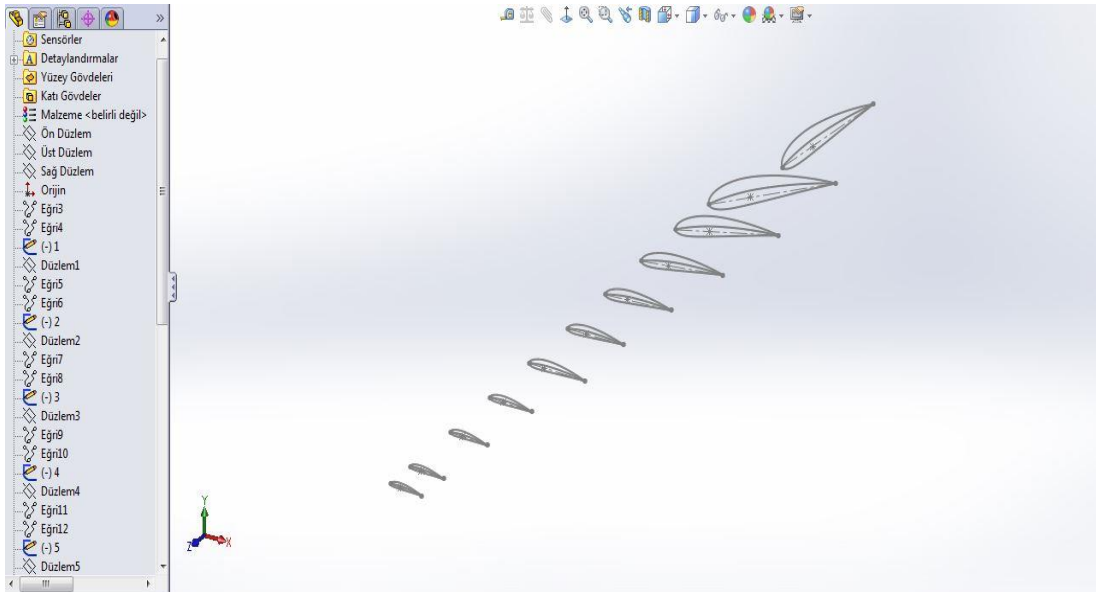 »
Sensörler
A Detaylandırmalar
Yüzey Gövdeleri
Katı Gövdeler
Malzeme <belirli değil>
Ön Düzlem
Üst Düzlem
Sağ Düzlem
Orijin
Eğri3
Eğri4
(-) 1
Düzlem1
Eğri5
Eğri6
(-) 2
Düzlem2
Eğri7
Eğri8
(-) 3
Düzlem3
Eğri9
Eğri10
(-) 4
Düzlem4
Eğri11
Eğri12
(-) 5
Düzlem5
Y
Z X